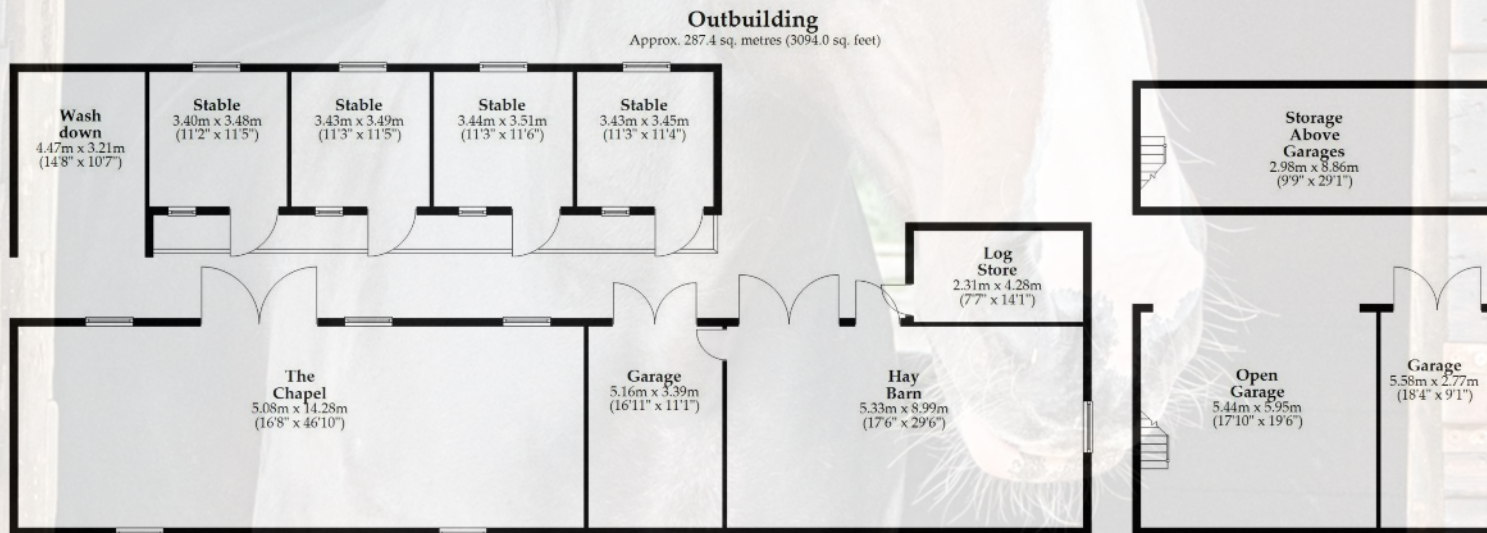 Outbuilding
Approx. 287.4 sq. metres (3094.0 sq. feet)
Wash
down
4.47m x 3.21m
(14'8" x 10'7")
Stable
3.40m x 3.48m
(11'2" x 11'5")
Stable
3.43m x 3.49m
(11'3" x 11'5")
Stable
3.44m x 3.51m
(11'3" x 11'6")
Stable
3.43m x 3.45m
(11'3" x 11'4")
Storage
Above
Garages
2.98m x 8.86m
(9'9" x 29'1")
Log
Store
2.31m x 4.28m
(7'7" x 14'1")
The
Chapel
5.08m x 14.28m
(16'8" x 46'10")
Garage
5.16m x 3.39m
(16'11" x 11'1")
Hay
Barn
5.33m x 8.99m
(17'6" x 29'6")
Open
Garage
5.44m x 5.95m
(17'10" x 19'6")
Garage
5.58m x 2.77m
(18'4" x 9'1")